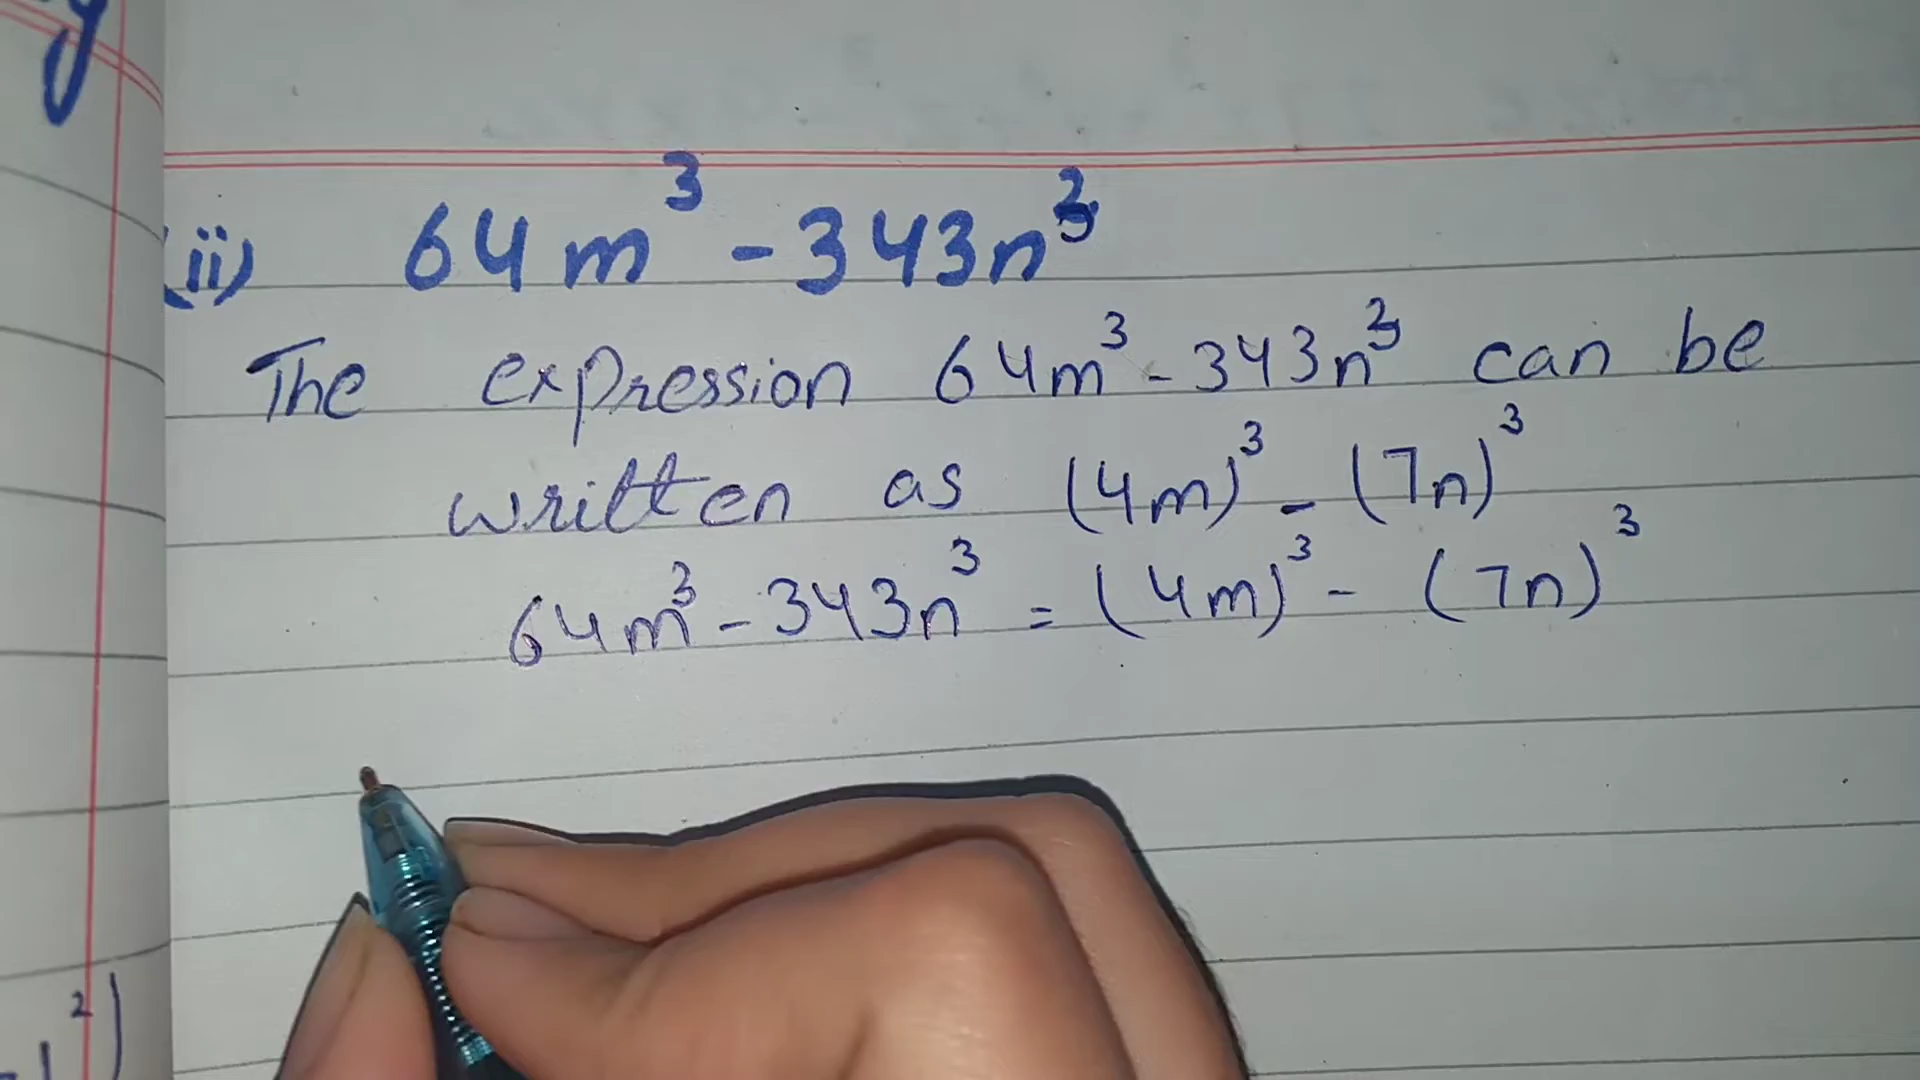 y
(ii) 64m³ - 343n³
The expression 64m³ - 343n³ can be
written as (4m)³ - (7n)³
64m³ - 343n³ = (4m)³ - (7n)³
²)